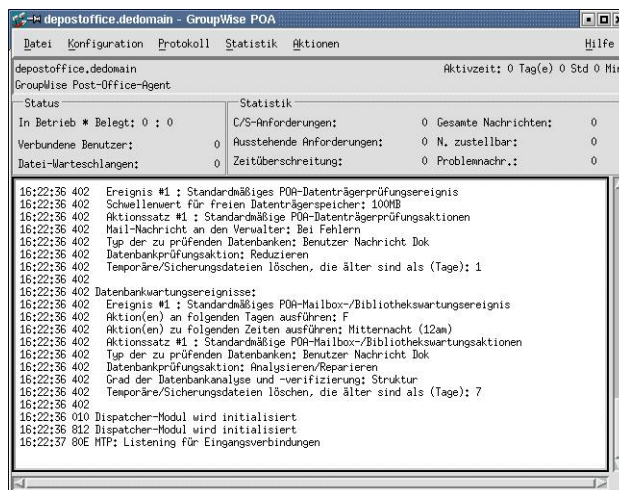 depostoffice.dedomain - GroupWise POA
Datei Konfiguration Protokoll Statistik Aktionen Hilfe
depostoffice.dedomain Aktivzeit: 0 Tag(e) 0 Std 0 Min
GroupWise Post-Office-Agent
Status Statistik
In Betrieb * Belegt: 0 : 0 C/S-Anforderungen: 0 Gesamte Nachrichten: 0
Verbundene Benutzer: 0 Ausstehende Anforderungen: 0 N. zustellbar: 0
Datei-Warteschlangen: 0 Zeitüberschreitung: 0 Problemnachr.: 0
16:22:36 402 Ereignis #1 : Standardmäßiges POA-Datenträgerprüfungsereignis
16:22:36 402 Schwellenwert für freien Datenträgerspeicher: 100MB
16:22:36 402 Aktionssatz #1 : Standardmäßige POA-Datenträgerprüfungsaktionen
16:22:36 402 Mail-Nachricht an den Verwalter: Bei Fehlern
16:22:36 402 Typ der zu prüfenden Datenbanken: Benutzer Nachricht Dok
16:22:36 402 Datenbankprüfungsaktion: Reduzieren
16:22:36 402 Temporäre/Sicherungsdateien löschen, die älter sind als (Tage): 1
16:22:36 402
16:22:36 402 Datenbankwartungsereignisse:
16:22:36 402 Ereignis #1 : Standardmäßiges POA-Mailbox-/Bibliothekswartungsereignis
16:22:36 402 Aktion(en) an folgenden Tagen ausführen: F
16:22:36 402 Aktion(en) zu folgenden Zeiten ausführen: Mitternacht (12am)
16:22:36 402 Aktionssatz #1 : Standardmäßige POA-Mailbox-/Bibliothekswartungsaktionen
16:22:36 402 Typ der zu prüfenden Datenbanken: Benutzer Nachricht Dok
16:22:36 402 Datenbankprüfungsaktion: Analysieren/Reparieren
16:22:36 402 Grad der Datenbankanalyse und -verifizierung: Struktur
16:22:36 402 Temporäre/Sicherungsdateien löschen, die älter sind als (Tage): 7
16:22:36 402
16:22:36 010 Dispatcher-Modul wird initialisiert
16:22:36 812 Dispatcher-Modul wird initialisiert
16:22:37 80E MTP: Listening für Eingangsverbindungen